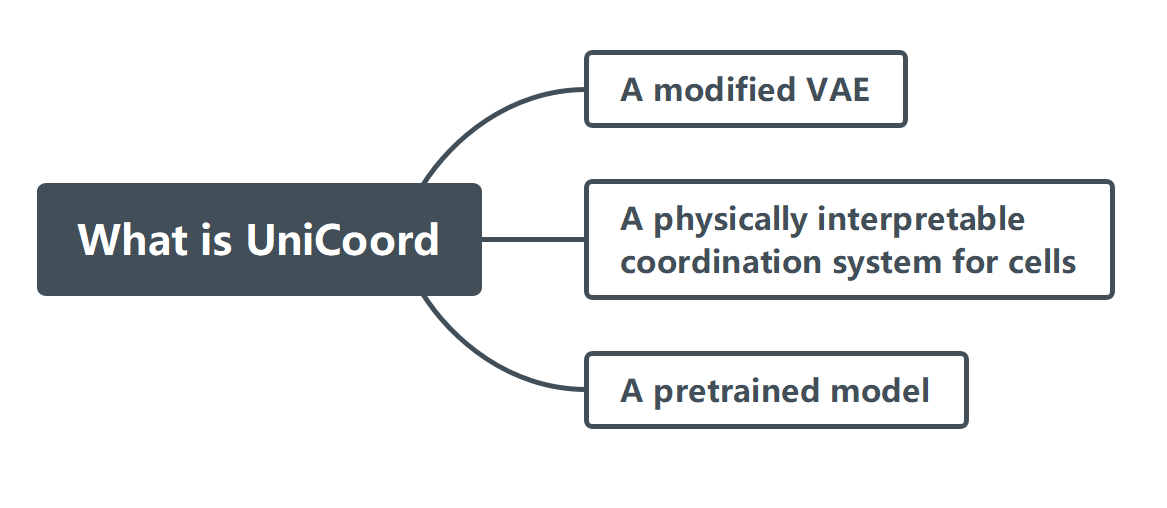 What is UniCoord
A modified VAE
A physically interpretable
coordination system for cells
A pretrained model